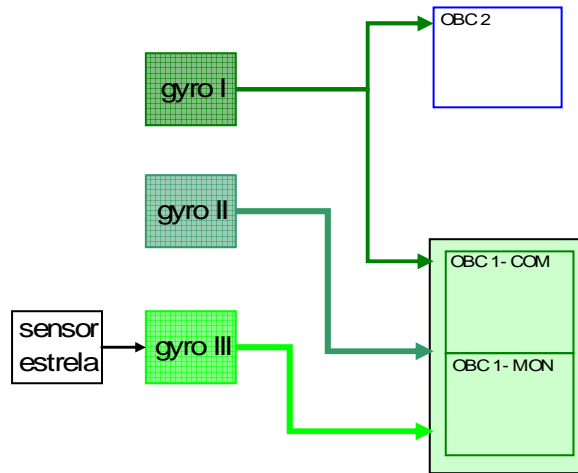 OBC 2
gyro I
gyro II
OBC 1- COM
sensor
estrela
gyro III
OBC 1- MON